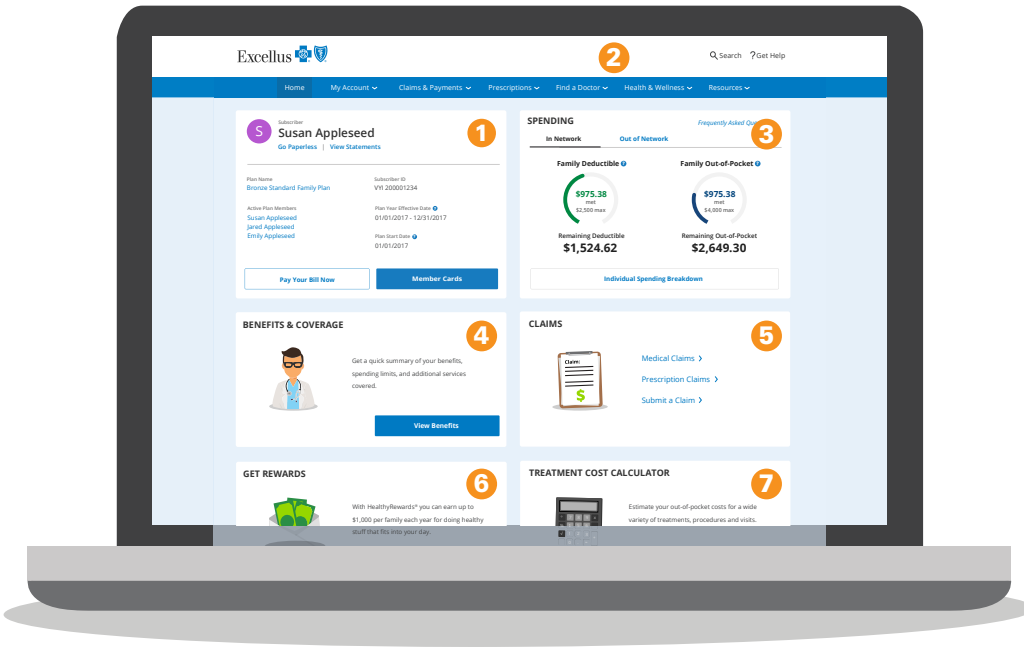 Excellus
2
Search
?Get Help
Home
My Account
Claims & Payments
Prescriptions
Find a Doctor
Health & Wellness
Resources
S
Subscriber
Susan Appleseed
Go Paperless | View Statements
1
Plan Name
Bronze Standard Family Plan
Subscriber ID
VYI 200001234
Active Plan Members
Susan Appleseed
Jared Appleseed
Emily Appleseed
Plan Year Effective Date ?
01/01/2017 - 12/31/2017
Plan Start Date ?
01/01/2017
Pay Your Bill Now
Member Cards
SPENDING
Frequently Asked
3
In Network
Out of Network
Family Deductible ?
$975.38
met
$2,500 max
Remaining Deductible
$1,524.62
Family Out-of-Pocket ?
$975.38
met
$4,000 max
Remaining Out-of-Pocket
$2,649.30
Individual Spending Breakdown
BENEFITS & COVERAGE
4
Get a quick summary of your benefits,
spending limits, and additional services
covered.
View Benefits
CLAIMS
5
Claim:
$
Medical Claims
Prescription Claims
Submit a Claim
GET REWARDS
6
With HealthyRewards* you can earn up to
$1,000 per family each year for doing healthy
stuff that fits into your day.
TREATMENT COST CALCULATOR
7
Estimate your out-of-pocket costs for a wide
variety of treatments, procedures and visits.